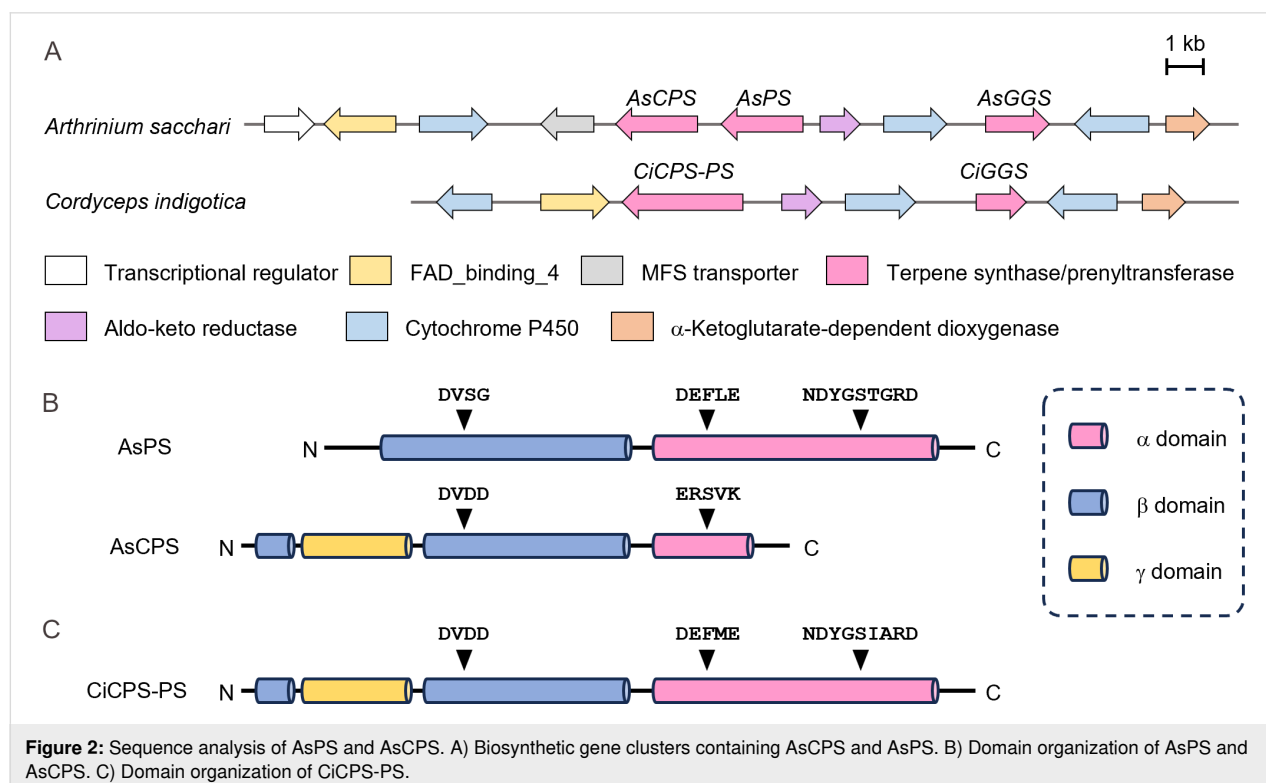 A
1 kb
AsCPS AsPS AsGGS
Arthrinium sacchari
CiCPS-PS CiGGS
Cordyceps indigotica
Transcriptional regulator FAD_binding_4 MFS transporter Terpene synthase/prenyltransferase
Aldo-keto reductase Cytochrome P450 α-Ketoglutarate-dependent dioxygenase
B
DVSG DEFLE NDYGSTGRD
AsPS N C
DVDD ERSVK
AsCPS N C
α domain
β domain
γ domain
C
DVDD DEFME NDYGSIARD
CiCPS-PS N C
Figure 2: Sequence analysis of AsPS and AsCPS. A) Biosynthetic gene clusters containing AsCPS and AsPS. B) Domain organization of AsPS and
AsCPS. C) Domain organization of CiCPS-PS.